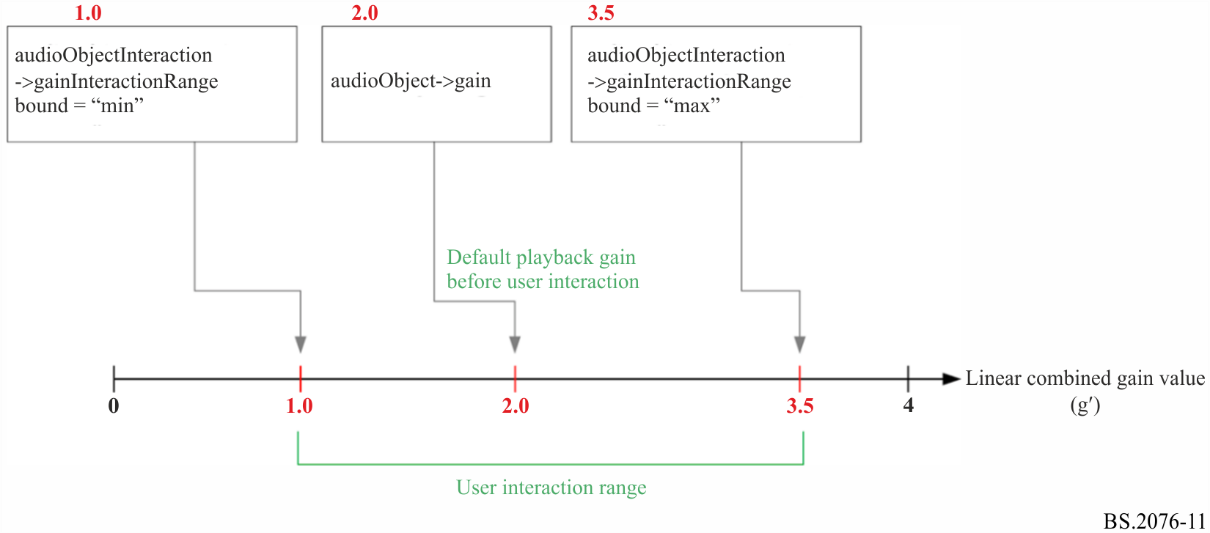 1.0
audioObjectInteraction
->gainInteractionRange
bound = “min”
2.0
audioObject->gain
3.5
audioObjectInteraction
->gainInteractionRange
bound = “max”
Default playback gain
before user interaction
0
1.0
2.0
3.5
4
Linear combined gain value
(g′)
User interaction range
BS.2076-11